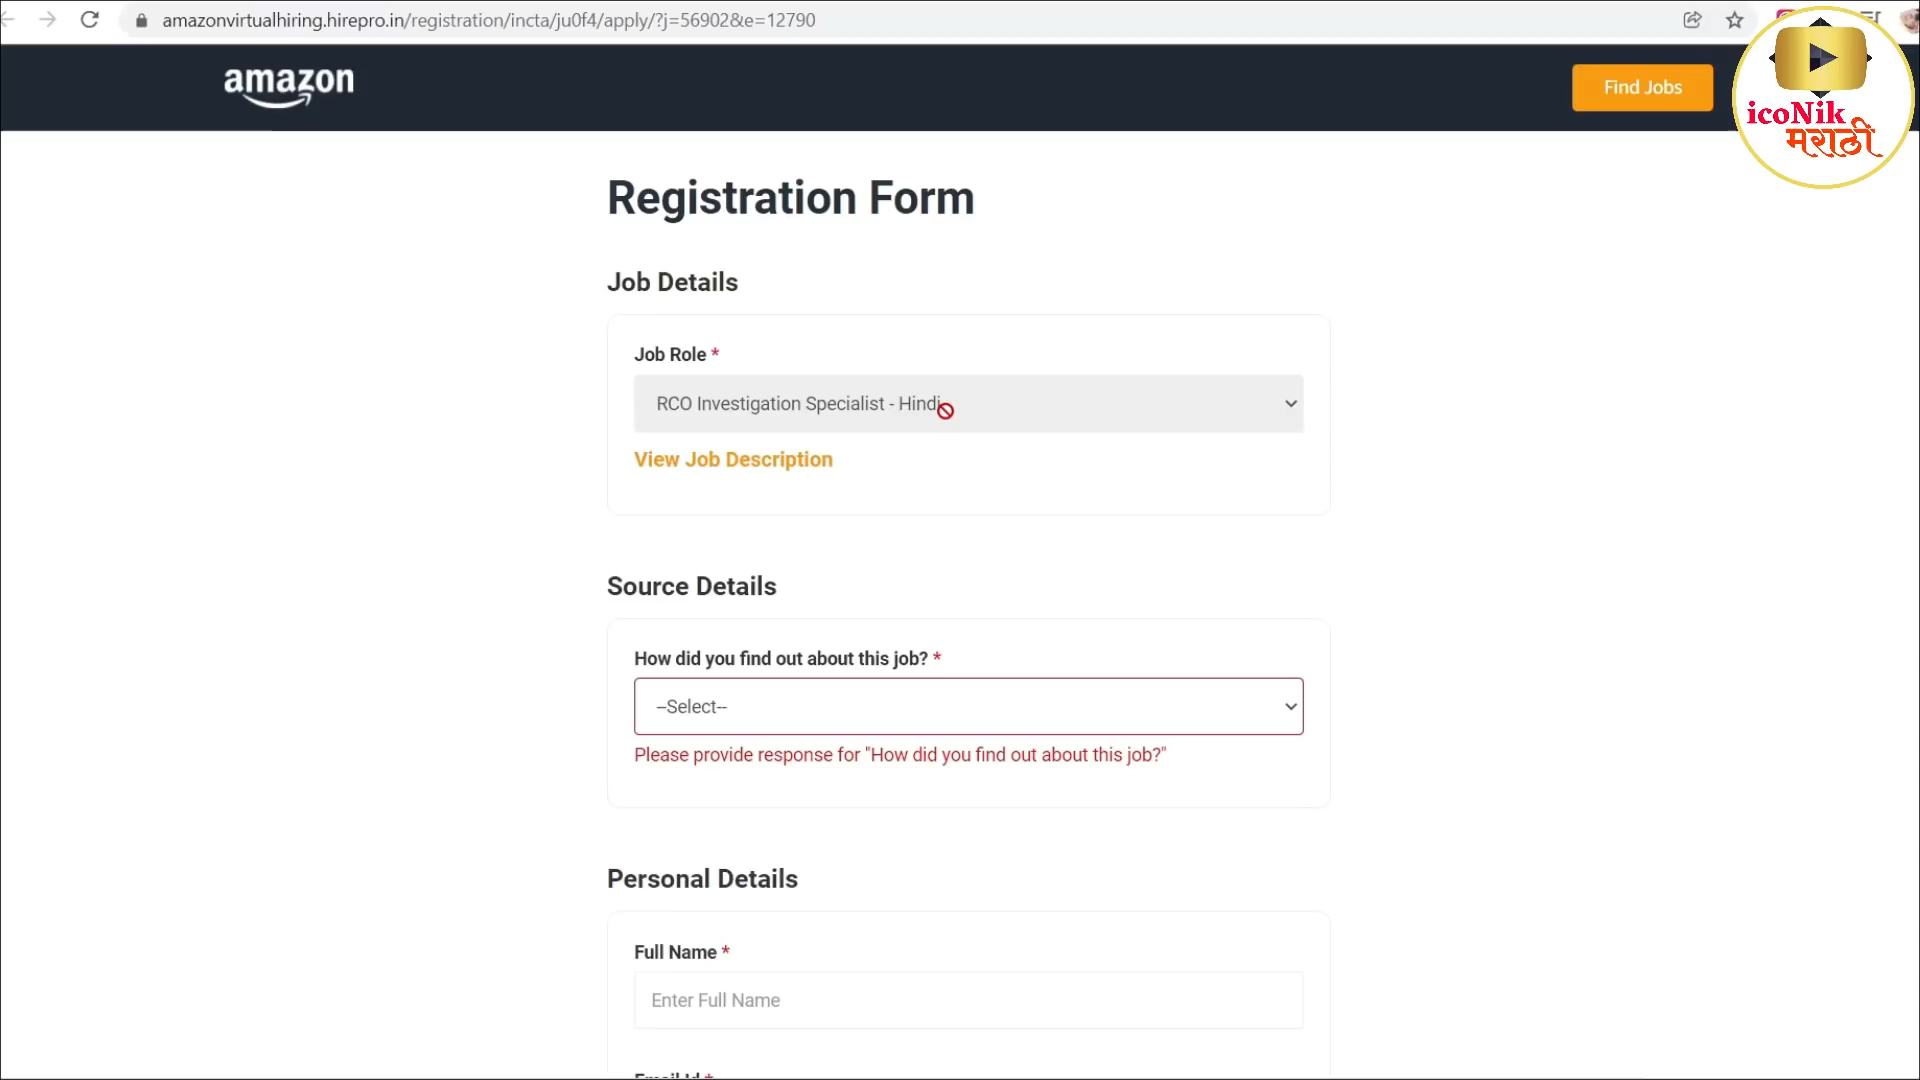 amazonvirtualhiring.hirepro.in/registration/incta/ju0f4/apply/?j=56902&e=12790
amazon
Find Jobs
icoNik
मराठी
Registration Form
Job Details
Job Role *
RCO Investigation Specialist - Hindi
View Job Description
Source Details
How did you find out about this job? *
--Select--
Please provide response for "How did you find out about this job?"
Personal Details
Full Name *
Enter Full Name
Email Id *